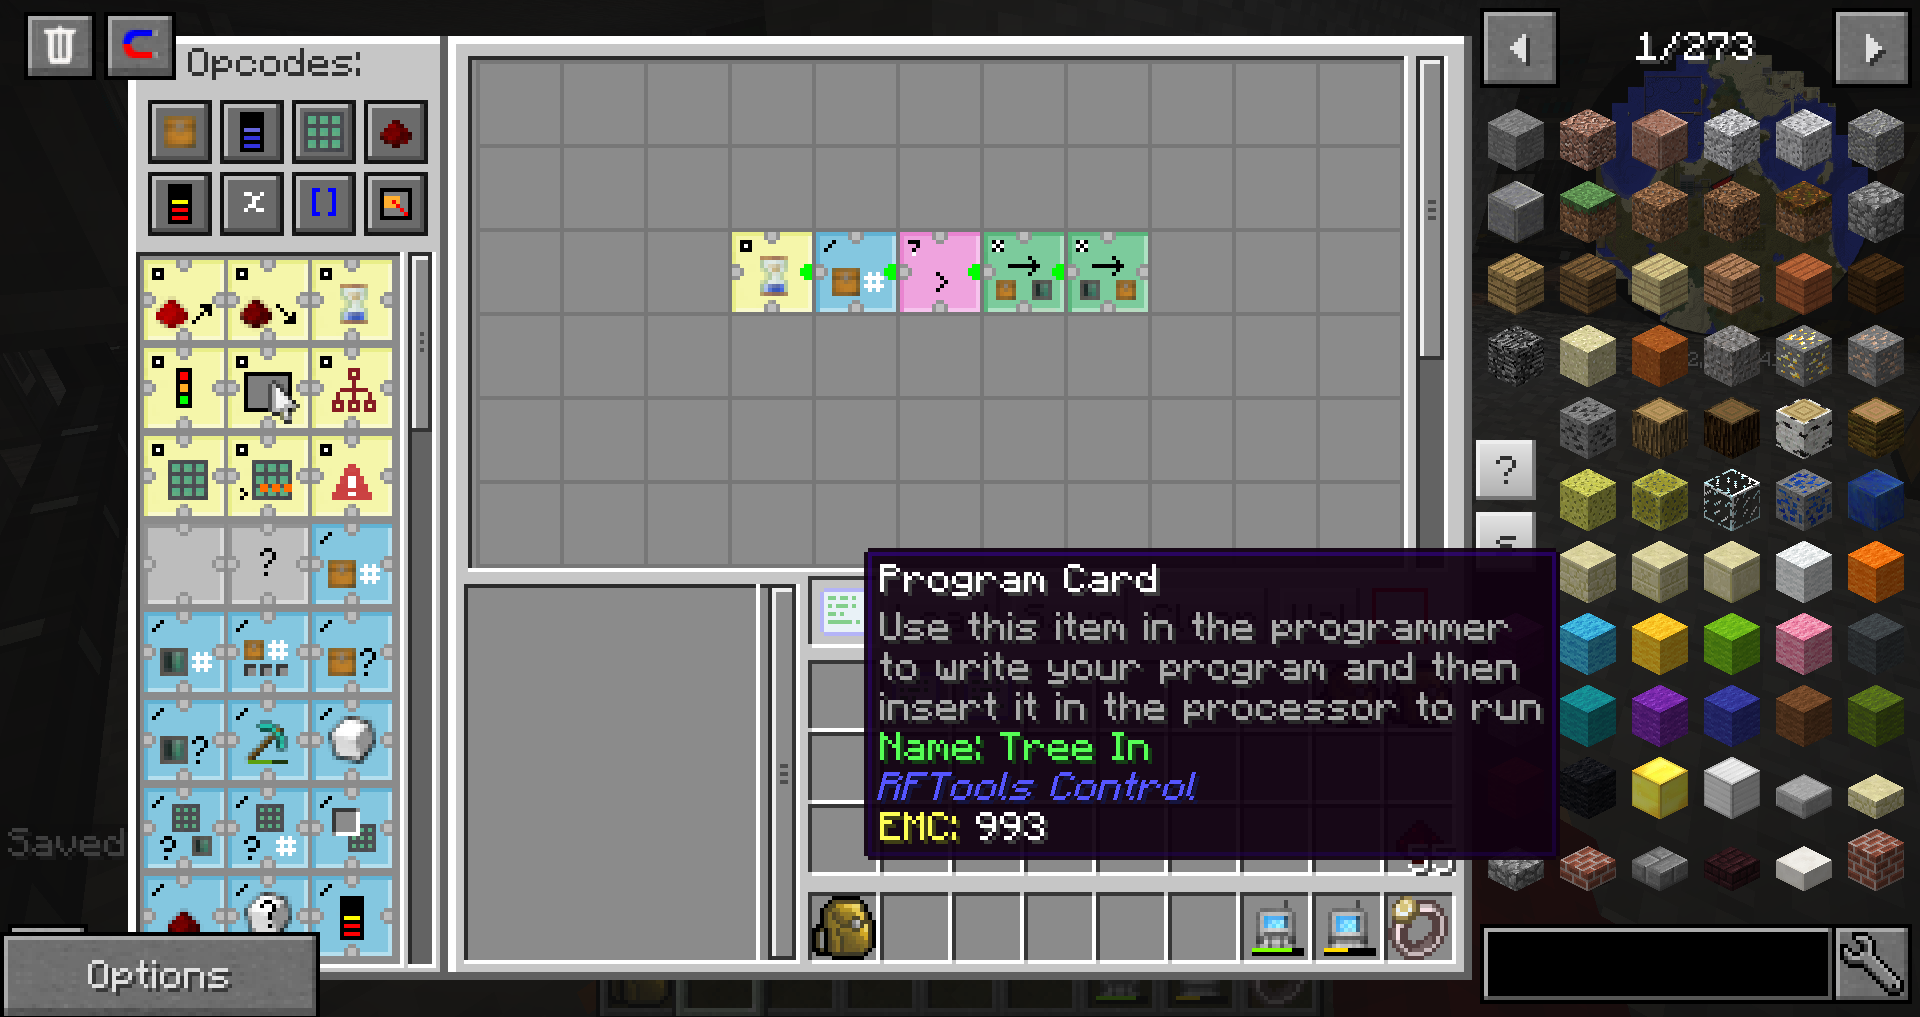 Opcodes:
1/273
Program Card
Use this item in the programmer
to write your program and then
insert it in the processor to run
Name: Tree In
RFTools Control
EMC: 993
Saved
Options